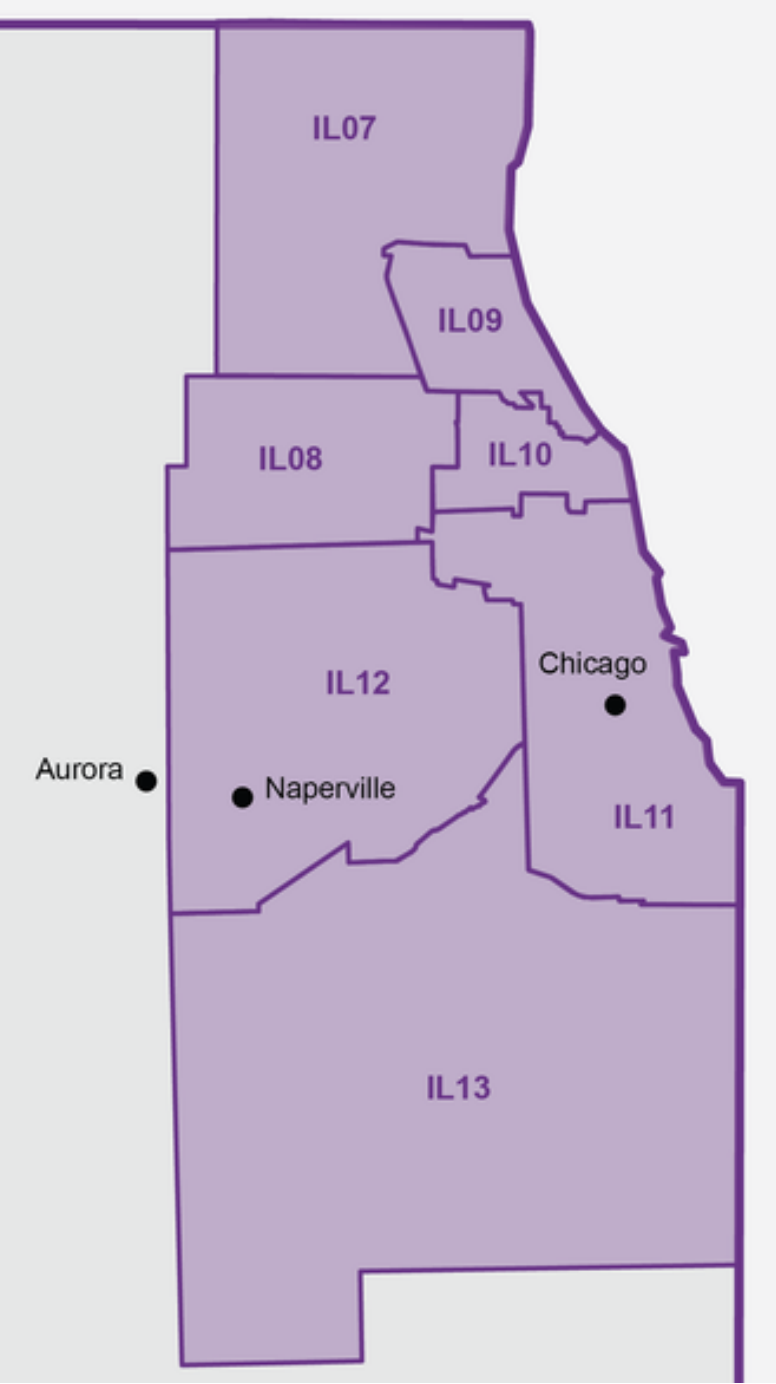 IL07
IL09
IL10
IL08
Chicago
IL12
Aurora
Naperville
IL11
IL13